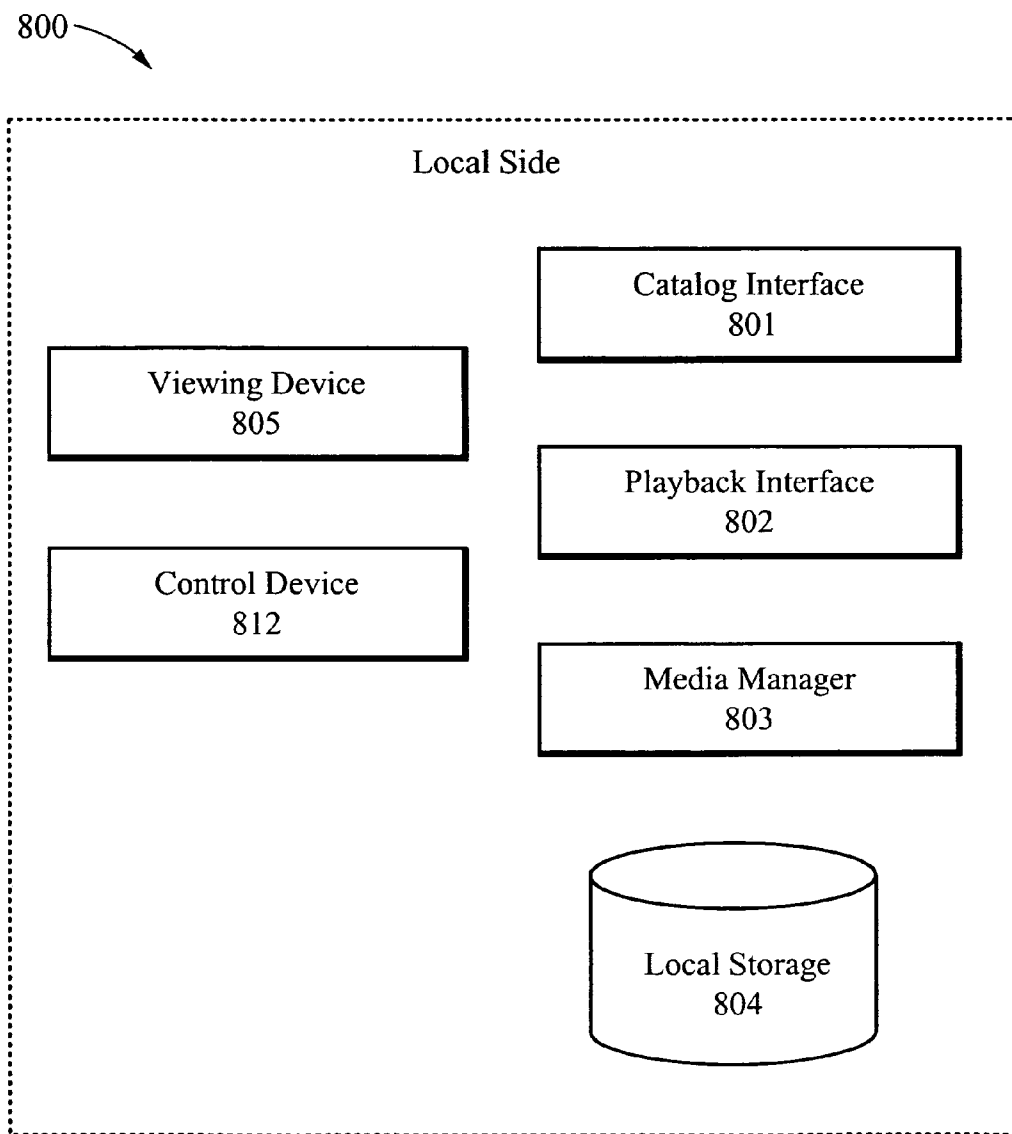 800
Local Side
Catalog Interface
801
Viewing Device
805
Playback Interface
802
Control Device
812
Media Manager
803
Local Storage
804